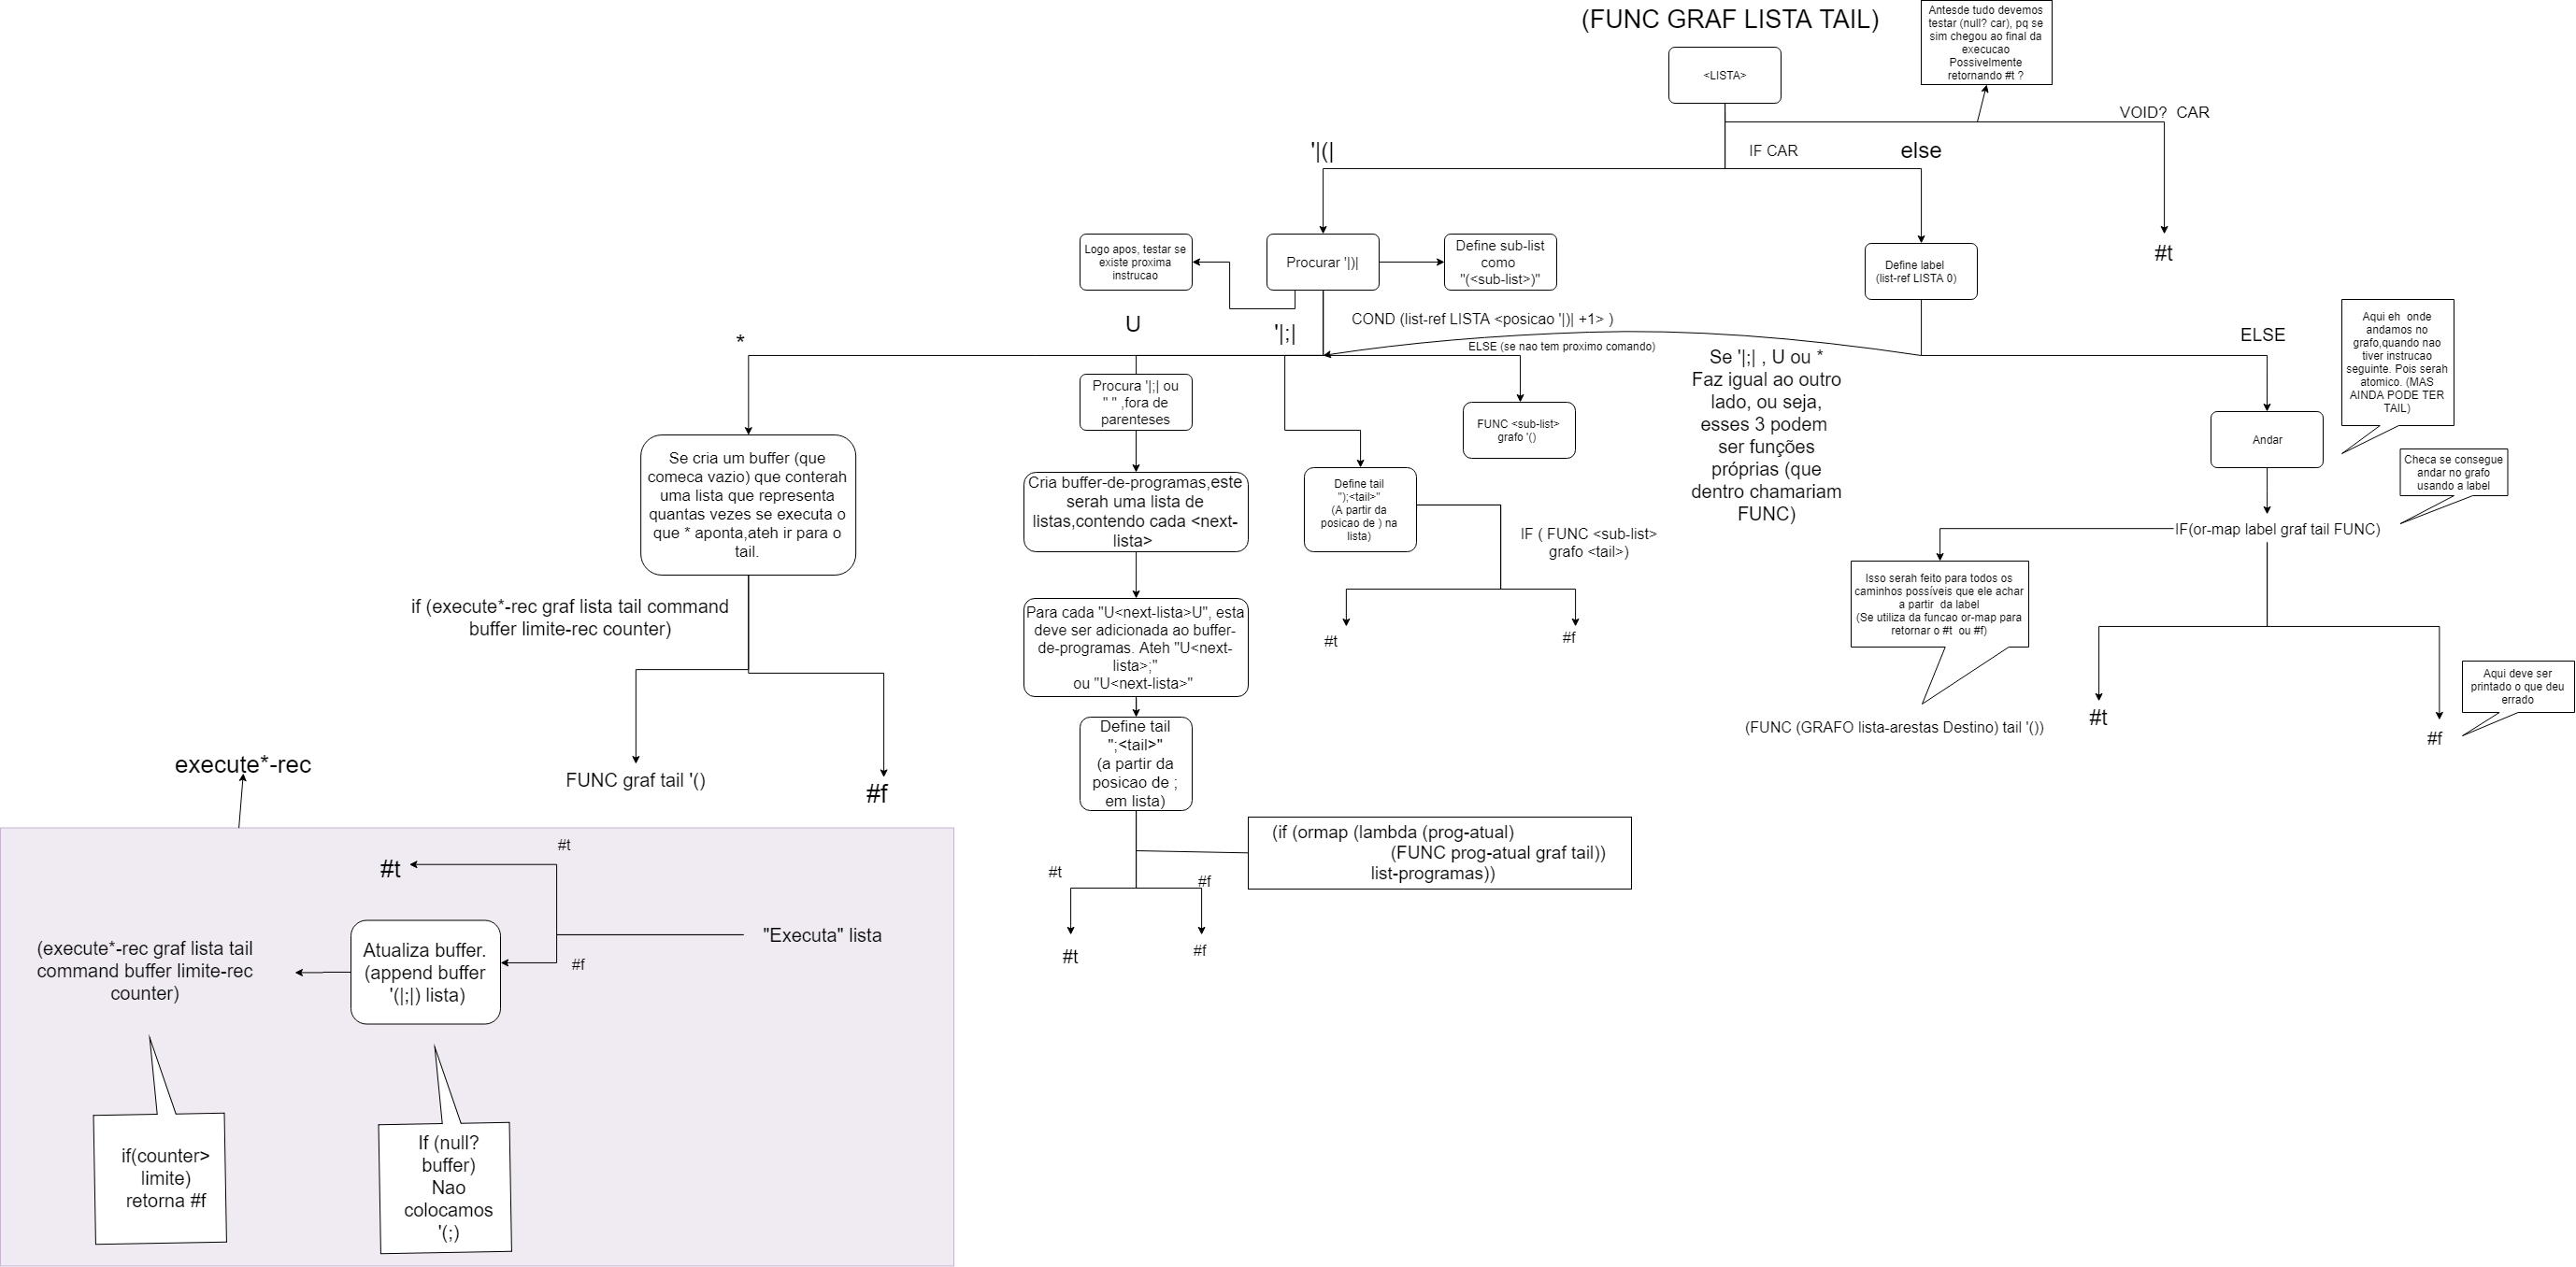 (FUNC GRAF LISTA TAIL)
Antesde tudo devemos
testar (null? car), pq se
sim chegou ao final da
execucao
Possivelmente
retornando #t ?
<LISTA>
VOID?  CAR
'|(|
IF CAR
else
#t
Logo apos, testar se
existe proxima
instrucao
Procurar '|)|
Define sub-list
como
"(<sub-list>)"
Define label
(list-ref LISTA 0)
*
U
'|;|
COND (list-ref LISTA <posicao '|)| +1> )
ELSE (se nao tem proximo comando)
ELSE
Aqui eh  onde
andamos no
grafo,quando nao
tiver instrucao
seguinte. Pois serah
atomico. (MAS
AINDA PODE TER
TAIL)
Se '|;| , U ou *
Faz igual ao outro
lado, ou seja,
esses 3 podem
ser funções
próprias (que
dentro chamariam
FUNC)
Procura '|;| ou
" " ,fora de
parenteses
FUNC <sub-list>
grafo '()
Andar
Se cria um buffer (que
comeca vazio) que conterah
uma lista que representa
quantas vezes se executa o
que * aponta,ateh ir para o
tail.
Cria buffer-de-programas,este
serah uma lista de
listas,contendo cada <next-
lista>
Define tail
");<tail>"
(A partir da
posicao de ) na
lista)
Checa se consegue
andar no grafo
usando a label
IF ( FUNC <sub-list>
grafo <tail>)
IF(or-map label graf tail FUNC)
if (execute*-rec graf lista tail command
buffer limite-rec counter)
Para cada "U<next-lista>U", esta
deve ser adicionada ao buffer-
de-programas. Ateh "U<next-
lista>;"
ou "U<next-lista>"
#t
#f
Isso serah feito para todos os
caminhos possíveis que ele achar
a partir  da label
(Se utiliza da funcao or-map para
retornar o #t  ou #f)
(FUNC (GRAFO lista-arestas Destino) tail '())
#t
#f
Aqui deve ser
printado o que deu
errado
FUNC graf tail '()
#f
Define tail
";<tail>"
(a partir da
posicao de ;
em lista)
(if (ormap (lambda (prog-atual)
(FUNC prog-atual graf tail))
list-programas))
#t
#f
#t
#f
execute*-rec
#t
#t
"Executa" lista
#f
Atualiza buffer.
(append buffer
'(|;|) lista)
(execute*-rec graf lista tail
command buffer limite-rec
counter)
if(counter>
limite)
retorna #f
If (null?
buffer)
Nao
colocamos
'(;)